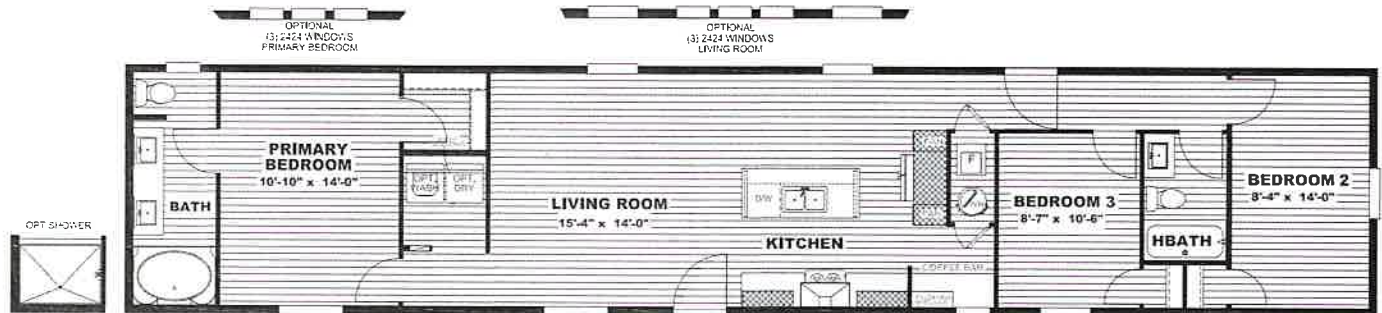 OPTIONAL
(3) 2424 WINDOWS
PRIMARY BEDROOM
OPTIONAL
(3) 2424 WINDOWS
LIVING ROOM
PRIMARY
BEDROOM
10'-10" x 14'-0"
BATH
OPT SHOWER
OPT.
WASH
OPT.
DRY
LIVING ROOM
15'-4" x 14'-0"
D/W
KITCHEN
COFFEE BAR
F
BEDROOM 3
8'-7" x 10'-6"
HBATH
BEDROOM 2
8'-4" x 14'-0"